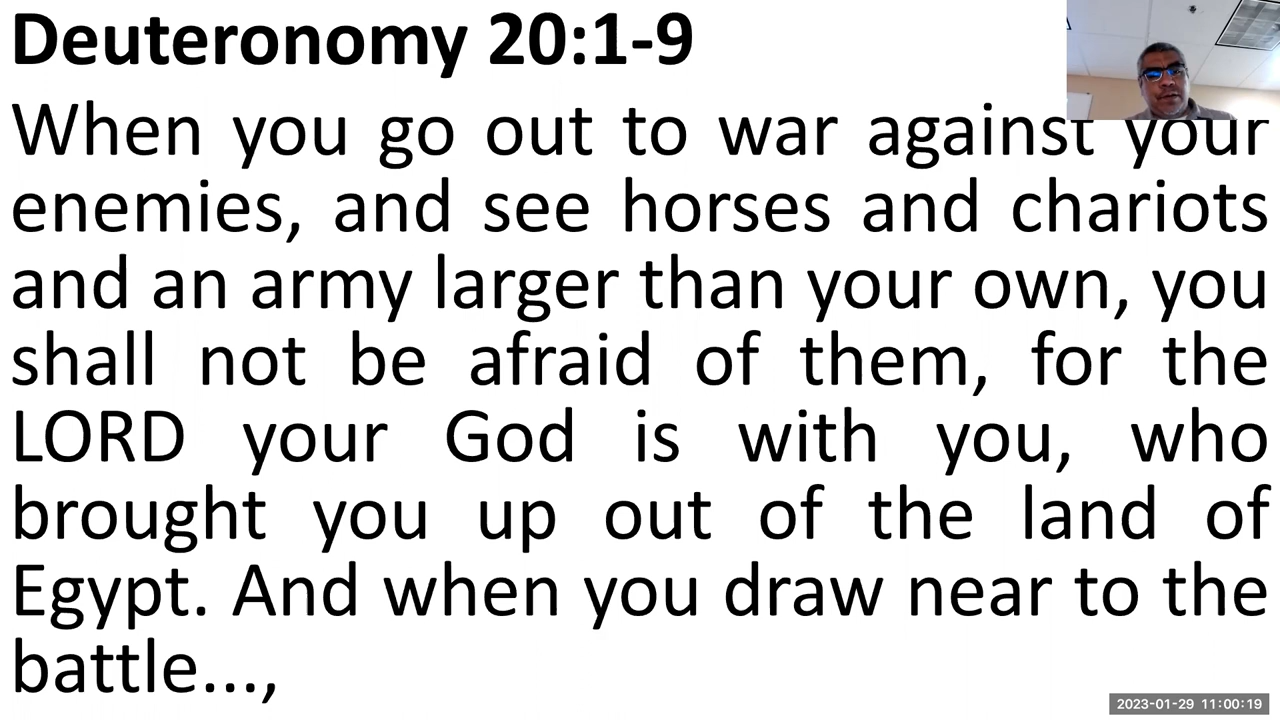 Deuteronomy 20:1-9
When you go out to war against your
enemies, and see horses and chariots
and an army larger than your own, you
shall not be afraid of them, for the
LORD your God is with you, who
brought you up out of the land of
Egypt. And when you draw near to the
battle...,
2023-01-29 11:00:19